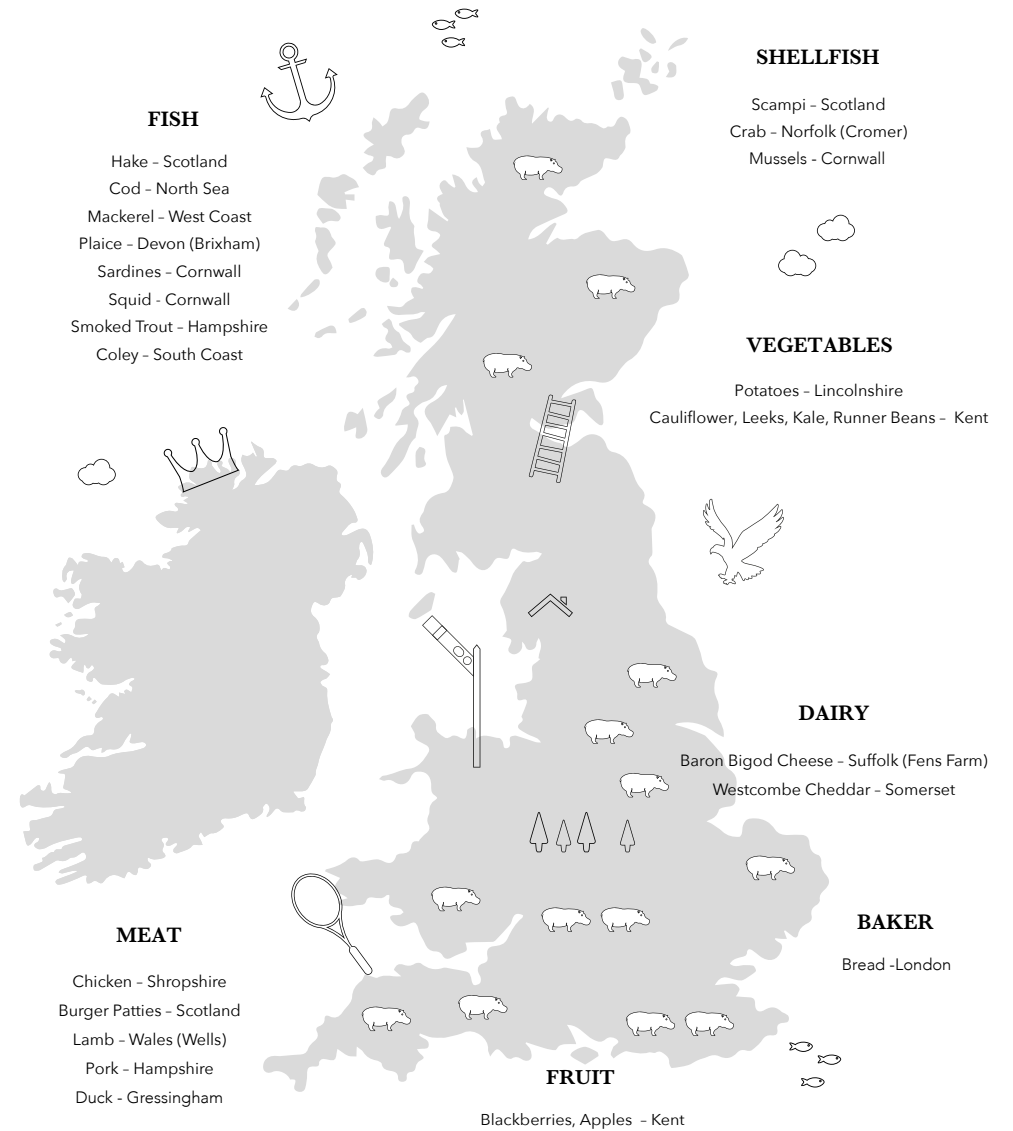 SHELLFISH
Scampi – Scotland
Crab – Norfolk (Cromer)
Mussels - Cornwall
FISH
Hake – Scotland
Cod – North Sea
Mackerel – West Coast
Plaice – Devon (Brixham)
Sardines – Cornwall
Squid - Cornwall
Smoked Trout – Hampshire
Coley – South Coast
VEGETABLES
Potatoes – Lincolnshire
Cauliflower, Leeks, Kale, Runner Beans – Kent
DAIRY
Baron Bigod Cheese – Suffolk (Fens Farm)
Westcombe Cheddar – Somerset
BAKER
Bread -London
MEAT
Chicken – Shropshire
Burger Patties – Scotland
Lamb – Wales (Wells)
Pork – Hampshire
Duck - Gressingham
FRUIT
Blackberries, Apples – Kent